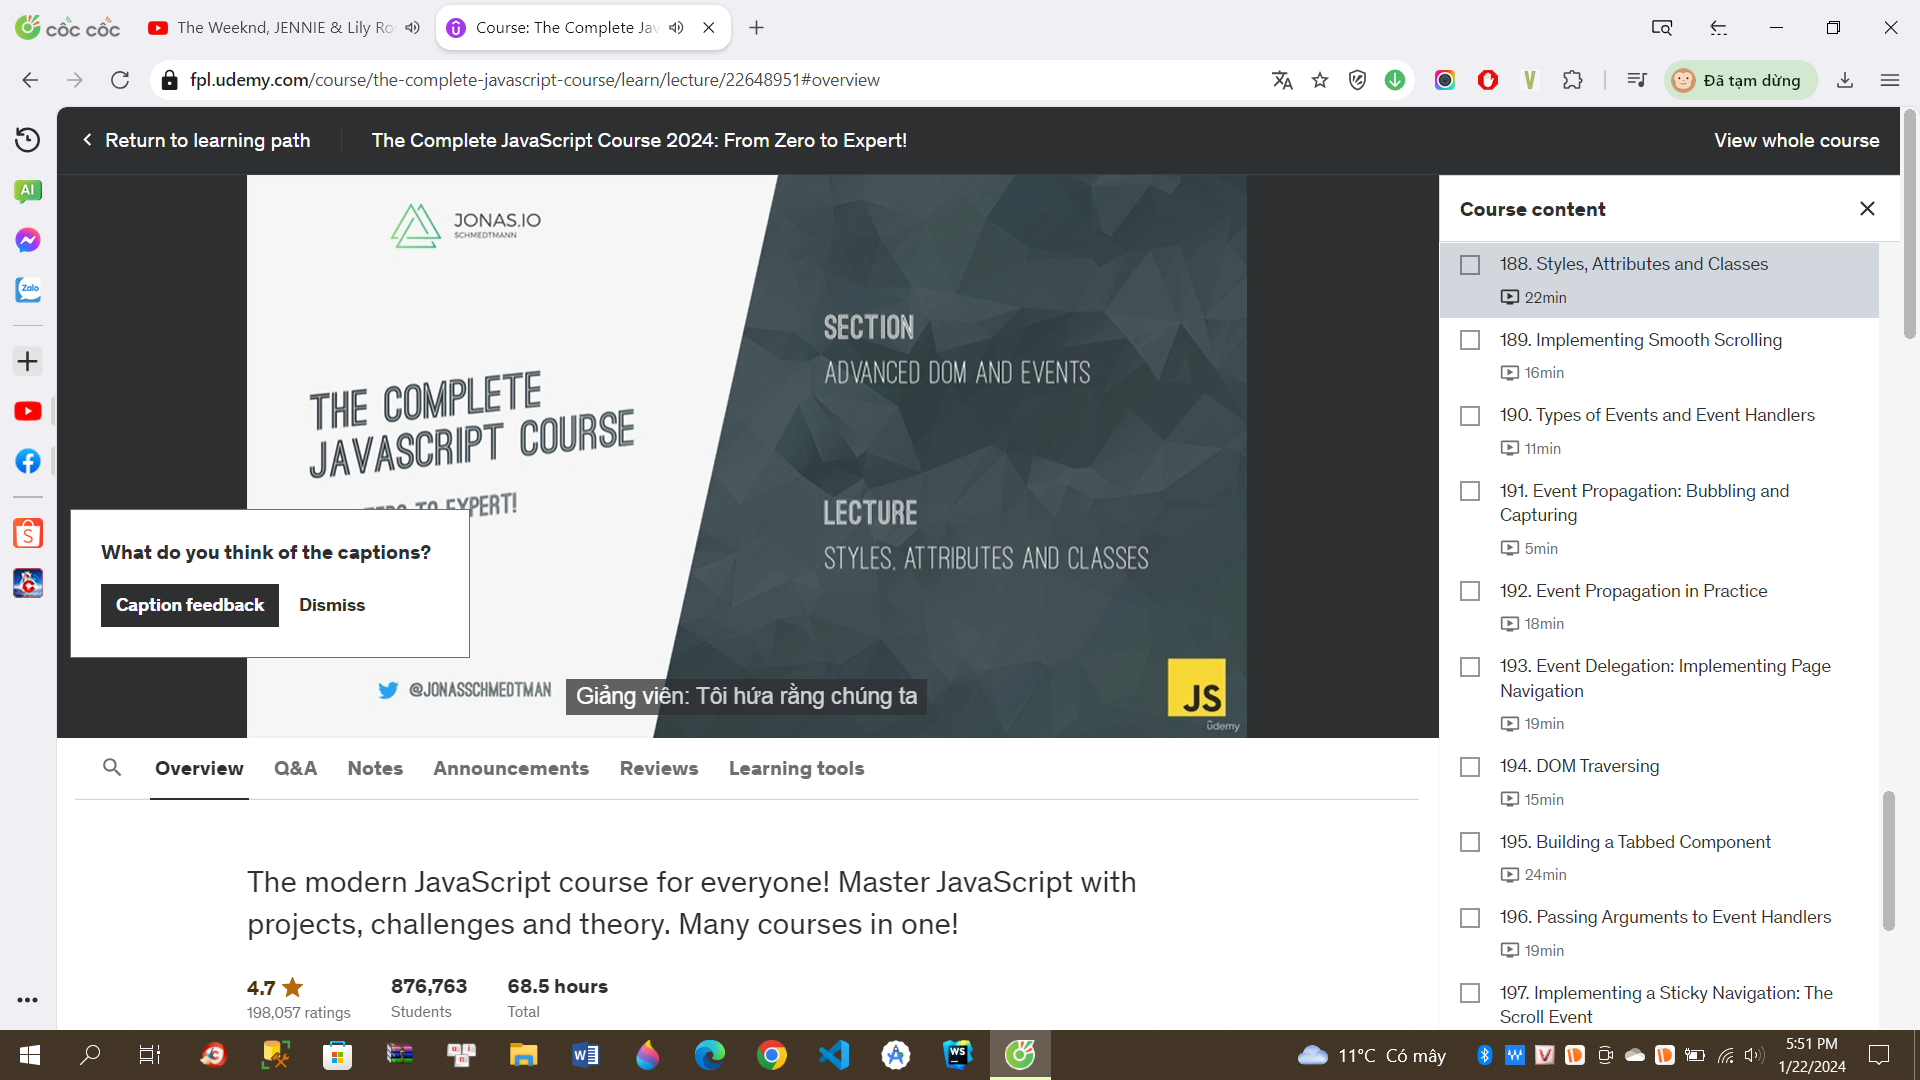 cốc cốc
The Weeknd, JENNIE & Lily Ro
Course: The Complete Jav
fpl.udemy.com/course/the-complete-javascript-course/learn/lecture/22648951#overview
Đã tạm dừng
Return to learning path
The Complete JavaScript Course 2024: From Zero to Expert!
View whole course
AI
Zalo
JONAS.IO
SCHMEDTMANN
SECTION
ADVANCED DOM AND EVENTS
THE COMPLETE
JAVASCRIPT COURSE
TO EXPERT!
LECTURE
STYLES, ATTRIBUTES AND CLASSES
What do you think of the captions?
Caption feedback
Dismiss
@JONASSCHMEDTMAN
Giảng viên: Tôi hứa rằng chúng ta
JS
ûdemy
Course content
188. Styles, Attributes and Classes
22min
189. Implementing Smooth Scrolling
16min
190. Types of Events and Event Handlers
11min
191. Event Propagation: Bubbling and
Capturing
5min
192. Event Propagation in Practice
18min
193. Event Delegation: Implementing Page
Navigation
19min
194. DOM Traversing
15min
195. Building a Tabbed Component
24min
196. Passing Arguments to Event Handlers
19min
197. Implementing a Sticky Navigation: The
Scroll Event
Overview
Q&A
Notes
Announcements
Reviews
Learning tools
The modern JavaScript course for everyone! Master JavaScript with
projects, challenges and theory. Many courses in one!
4.7
198,057 ratings
876,763
Students
68.5 hours
Total
11°C Có mây
5:51 PM
1/22/2024